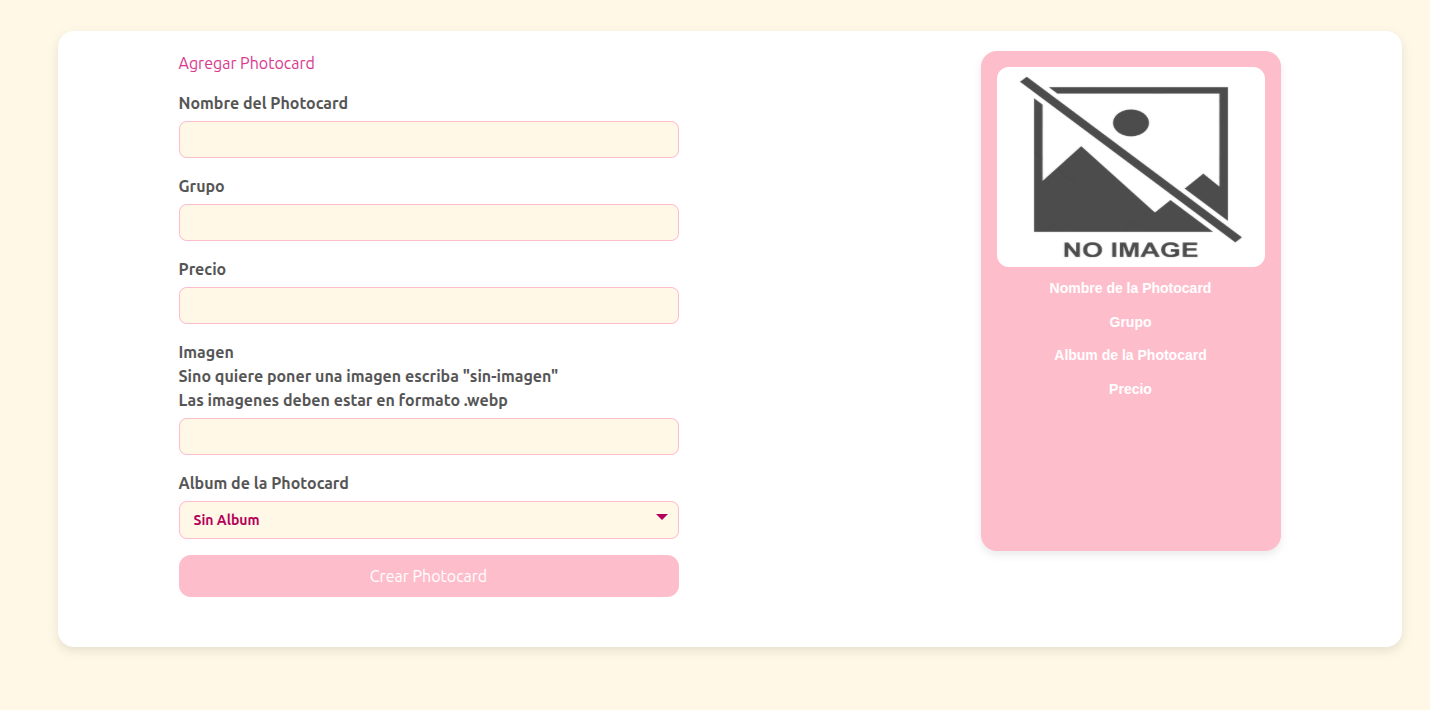 Agregar Photocard
Nombre del Photocard
Grupo
Precio
Imagen
Sino quiere poner una imagen escriba "sin-imagen"
Las imagenes deben estar en formato .webp
Album de la Photocard
Sin Album
Crear Photocard
NO IMAGE
Nombre de la Photocard
Grupo
Album de la Photocard
Precio